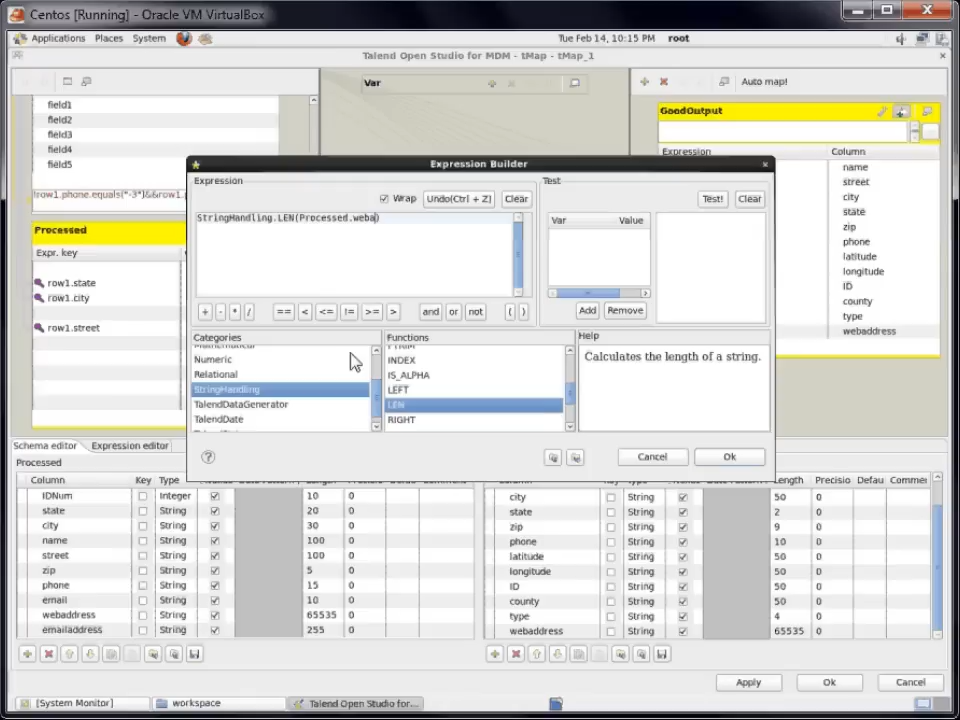 Centos [Running] - Oracle VM VirtualBox
Applications Places System Tue Feb 14, 10:15 PM root
Talend Open Studio for MDM - tMap - tMap_1
Var
Auto map!
field1
field2
field3
field4
field5
!row1.phone.equals("-3")&&row1.p
Processed
Expr. key
row1.state
row1.city
row1.street
GoodOutput
Expression Column
name
street
city
state
zip
phone
latitude
longitude
ID
county
type
webaddress
Expression Builder
Expression
Wrap Undo(Ctrl + Z) Clear
StringHandling.LEN(Processed.weba)
+ - * / == < <= != >= > and or not ( )
Test
Test! Clear
Var Value
Add Remove
Categories
Numeric
Relational
StringHandling
TalendDataGenerator
TalendDate
Functions
INDEX
IS_ALPHA
LEFT
LEN
RIGHT
Help
Calculates the length of a string.
? Cancel Ok
Schema editor Expression editor
Processed
Column Key Type
IDNum Integer 10 0
state String 20 0
city String 30 0
name String 100 0
street String 100 0
zip String 5 0
phone String 15 0
email String 10 0
webaddress String 65535 0
emailaddress String 255 0
Length Precisio Defau Commen
city String 50 0
state String 2 0
zip String 9 0
phone String 10 0
latitude String 50 0
longitude String 50 0
ID String 50 0
county String 50 0
type String 4 0
webaddress String 65535 0
Apply Ok Cancel
[System Monitor] workspace Talend Open Studio for...